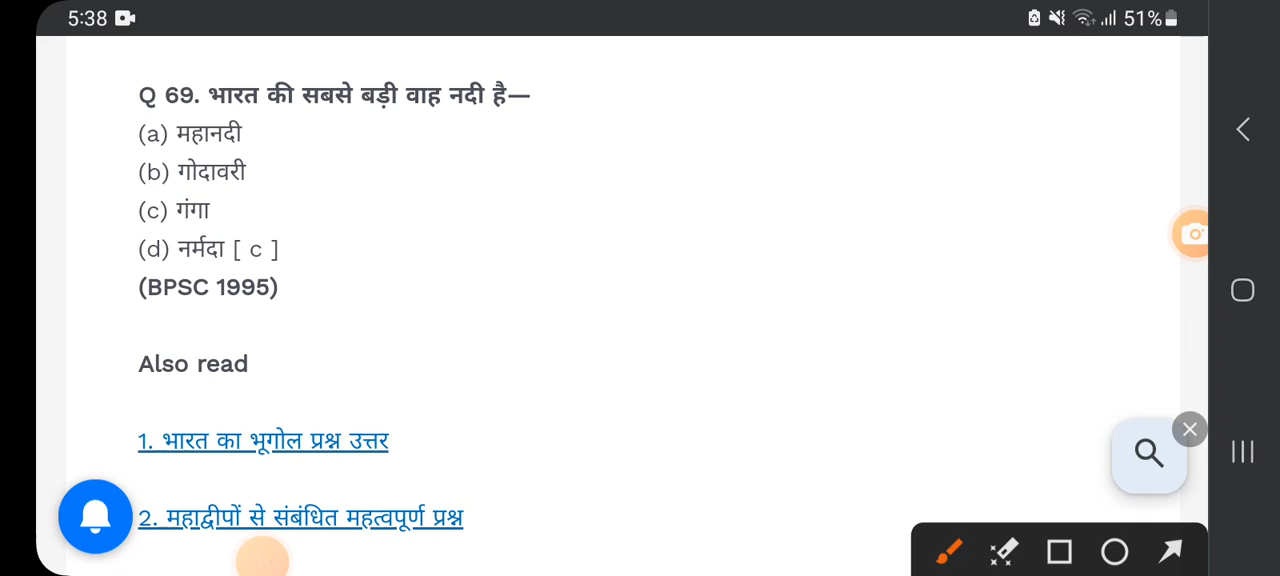 5:38
51%
Q 69. भारत की सबसे बड़ी वाह नदी है—
(a) महानदी
(b) गोदावरी
(c) गंगा
(d) नर्मदा [ c ]
(BPSC 1995)
Also read
1. भारत का भूगोल प्रश्न उत्तर
2. महाद्वीपों से संबंधित महत्वपूर्ण प्रश्न